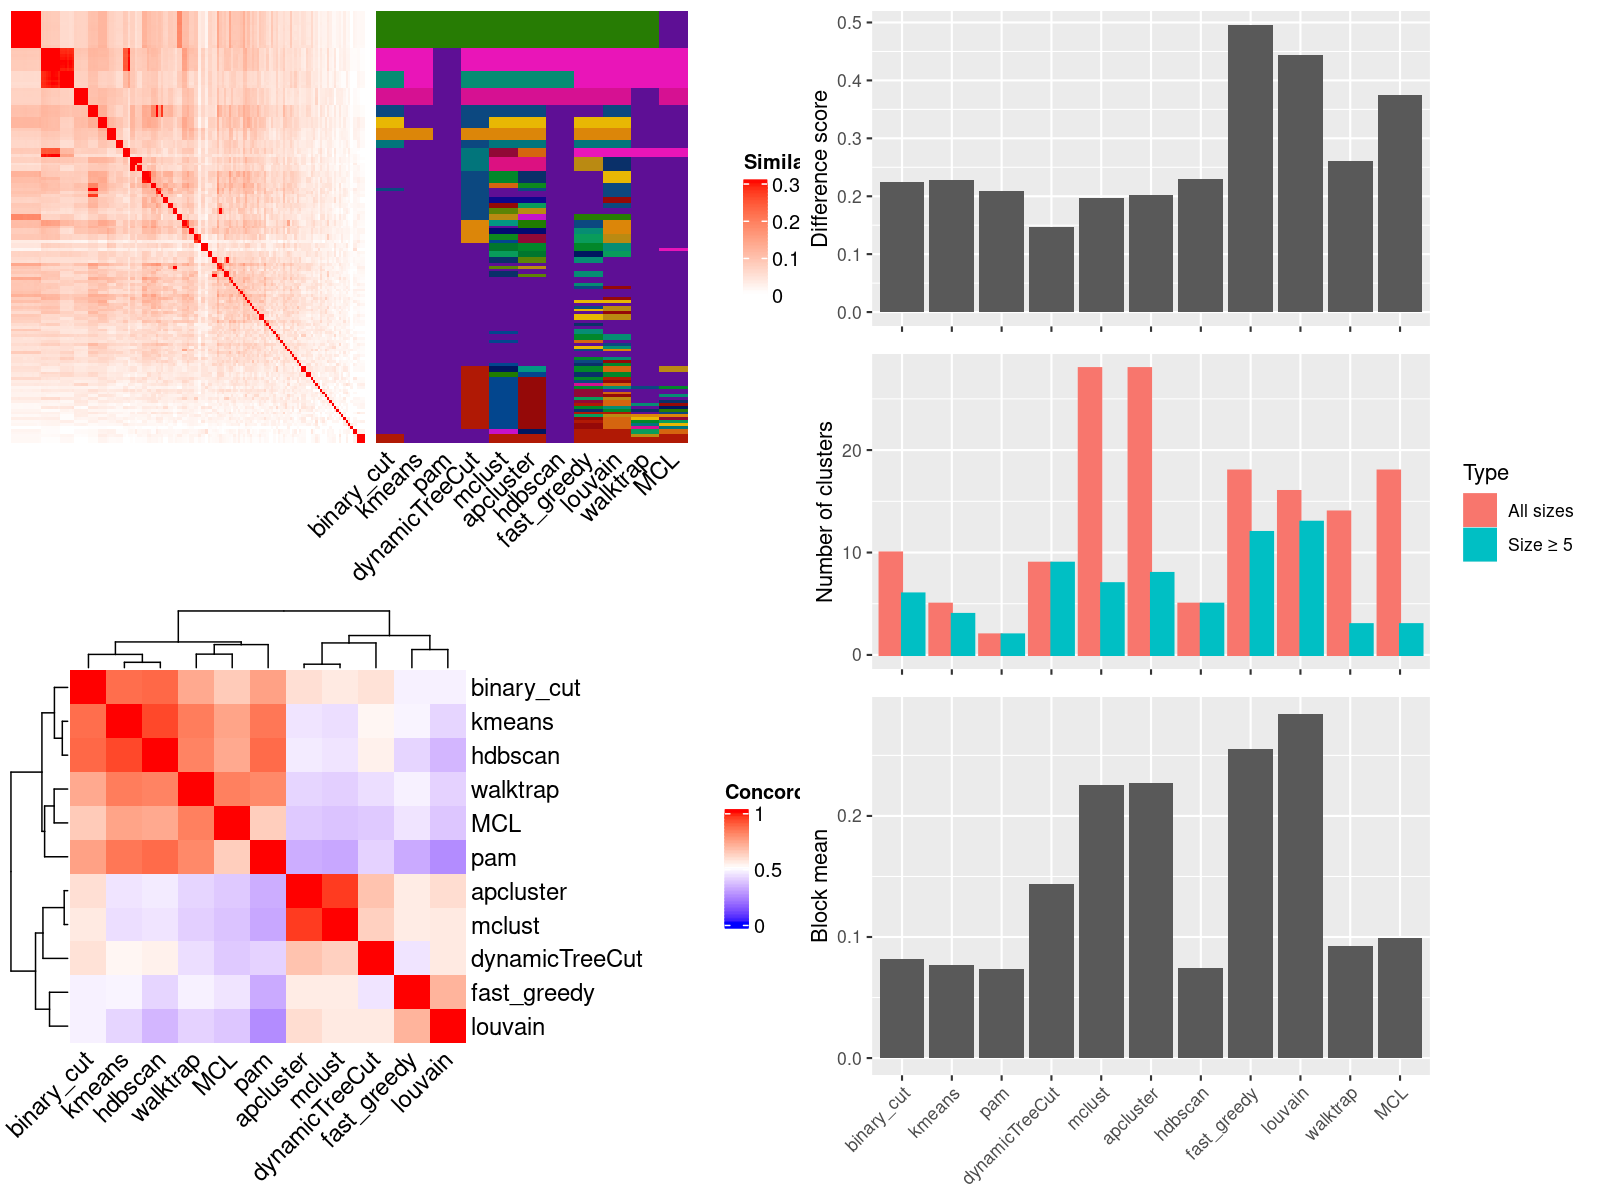 Simila
0.3
0.2
0.1
0
binary_cut
kmeans
pam
dynamicTreeCut
mclust
apcluster
hdbscan
fast_greedy
louvain
walktrap
MCL
binary_cut
kmeans
hdbscan
walktrap
MCL
pam
apcluster
mclust
dynamicTreeCut
fast_greedy
louvain
binary_cut
kmeans
hdbscan
walktrap
MCL
pam
apcluster
mclust
dynamicTreeCut
fast_greedy
louvain
Concord
1
0.5
0
Difference score
0.5
0.4
0.3
0.2
0.1
0.0
Number of clusters
20
10
0
Type
All sizes
Size ≥ 5
Block mean
0.2
0.1
0.0
binary_cut
kmeans
pam
dynamicTreeCut
mclust
apcluster
hdbscan
fast_greedy
louvain
walktrap
MCL